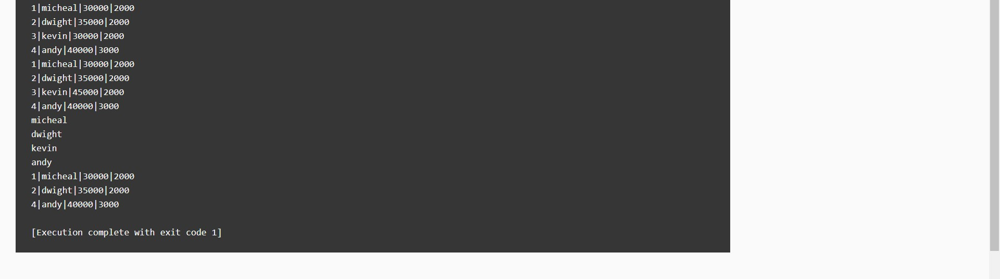 1|micheal|30000|2000
2|dwight|35000|2000
3|kevin|30000|2000
4|andy|40000|3000
1|micheal|30000|2000
2|dwight|35000|2000
3|kevin|45000|2000
4|andy|40000|3000
micheal
dwight
kevin
andy
1|micheal|30000|2000
2|dwight|35000|2000
4|andy|40000|3000
[Execution complete with exit code 1]